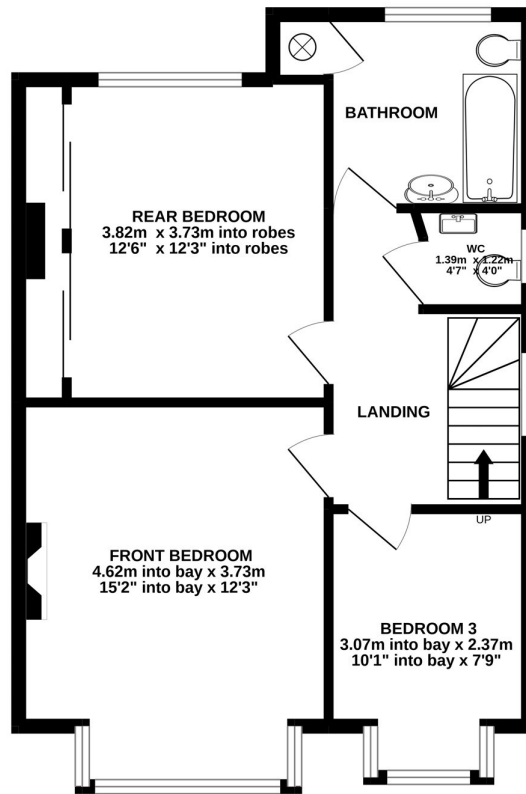 BATHROOM
REAR BEDROOM
3.82m x 3.73m into robes
12'6" x 12'3" into robes
WC
1.39m x 1.22m
4'7" x 4'0"
LANDING
UP
FRONT BEDROOM
4.62m into bay x 3.73m
15'2" into bay x 12'3"
BEDROOM 3
3.07m into bay x 2.37m
10'1" into bay x 7'9"